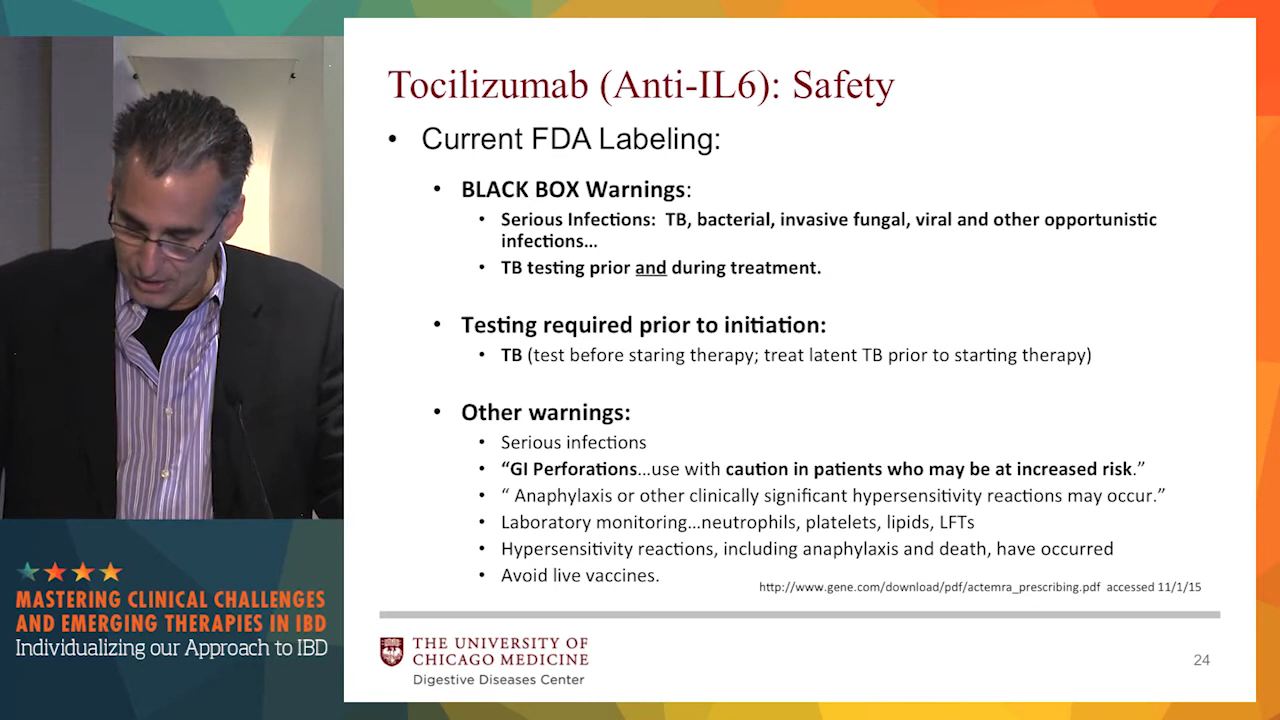 Tocilizumab (Anti-IL6): Safety
• Current FDA Labeling:
• BLACK BOX Warnings:
• Serious Infections: TB, bacterial, invasive fungal, viral and other opportunistic
infections...
• TB testing prior and during treatment.
• Testing required prior to initiation:
• TB (test before staring therapy; treat latent TB prior to starting therapy)
• Other warnings:
• Serious infections
• “GI Perforations...use with caution in patients who may be at increased risk.”
• “ Anaphylaxis or other clinically significant hypersensitivity reactions may occur.”
• Laboratory monitoring...neutrophils, platelets, lipids, LFTs
• Hypersensitivity reactions, including anaphylaxis and death, have occurred
• Avoid live vaccines.
http://www.gene.com/download/pdf/actemra_prescribing.pdf accessed 11/1/15
THE UNIVERSITY OF
CHICAGO MEDICINE
Digestive Diseases Center
24
MASTERING CLINICAL CHALLENGES
AND EMERGING THERAPIES IN IBD
Individualizing our Approach to IBD